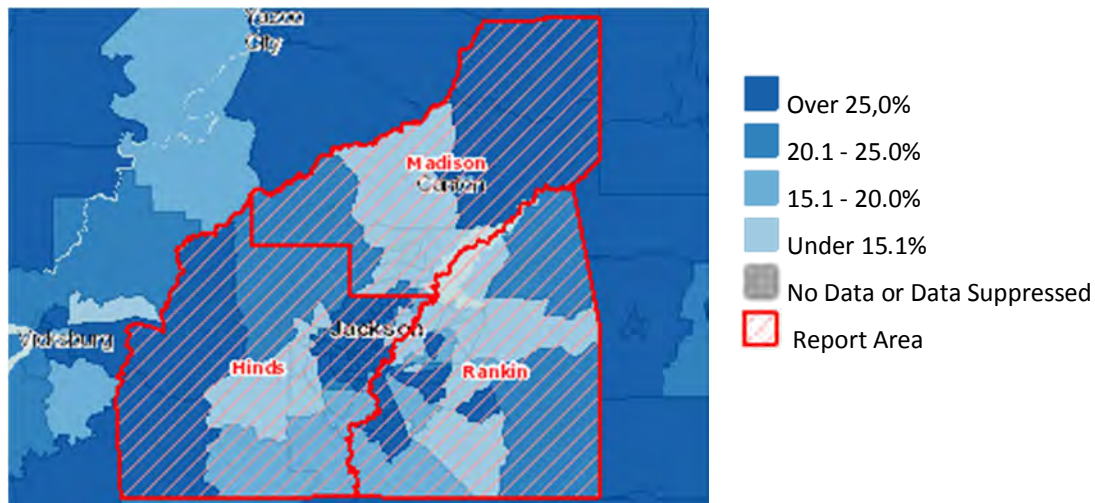 Yazoo
City
Madison
Canton
Vicksburg
Jackson
Hinds
Rankin
Over 25,0%
20.1 - 25.0%
15.1 - 20.0%
Under 15.1%
No Data or Data Suppressed
Report Area